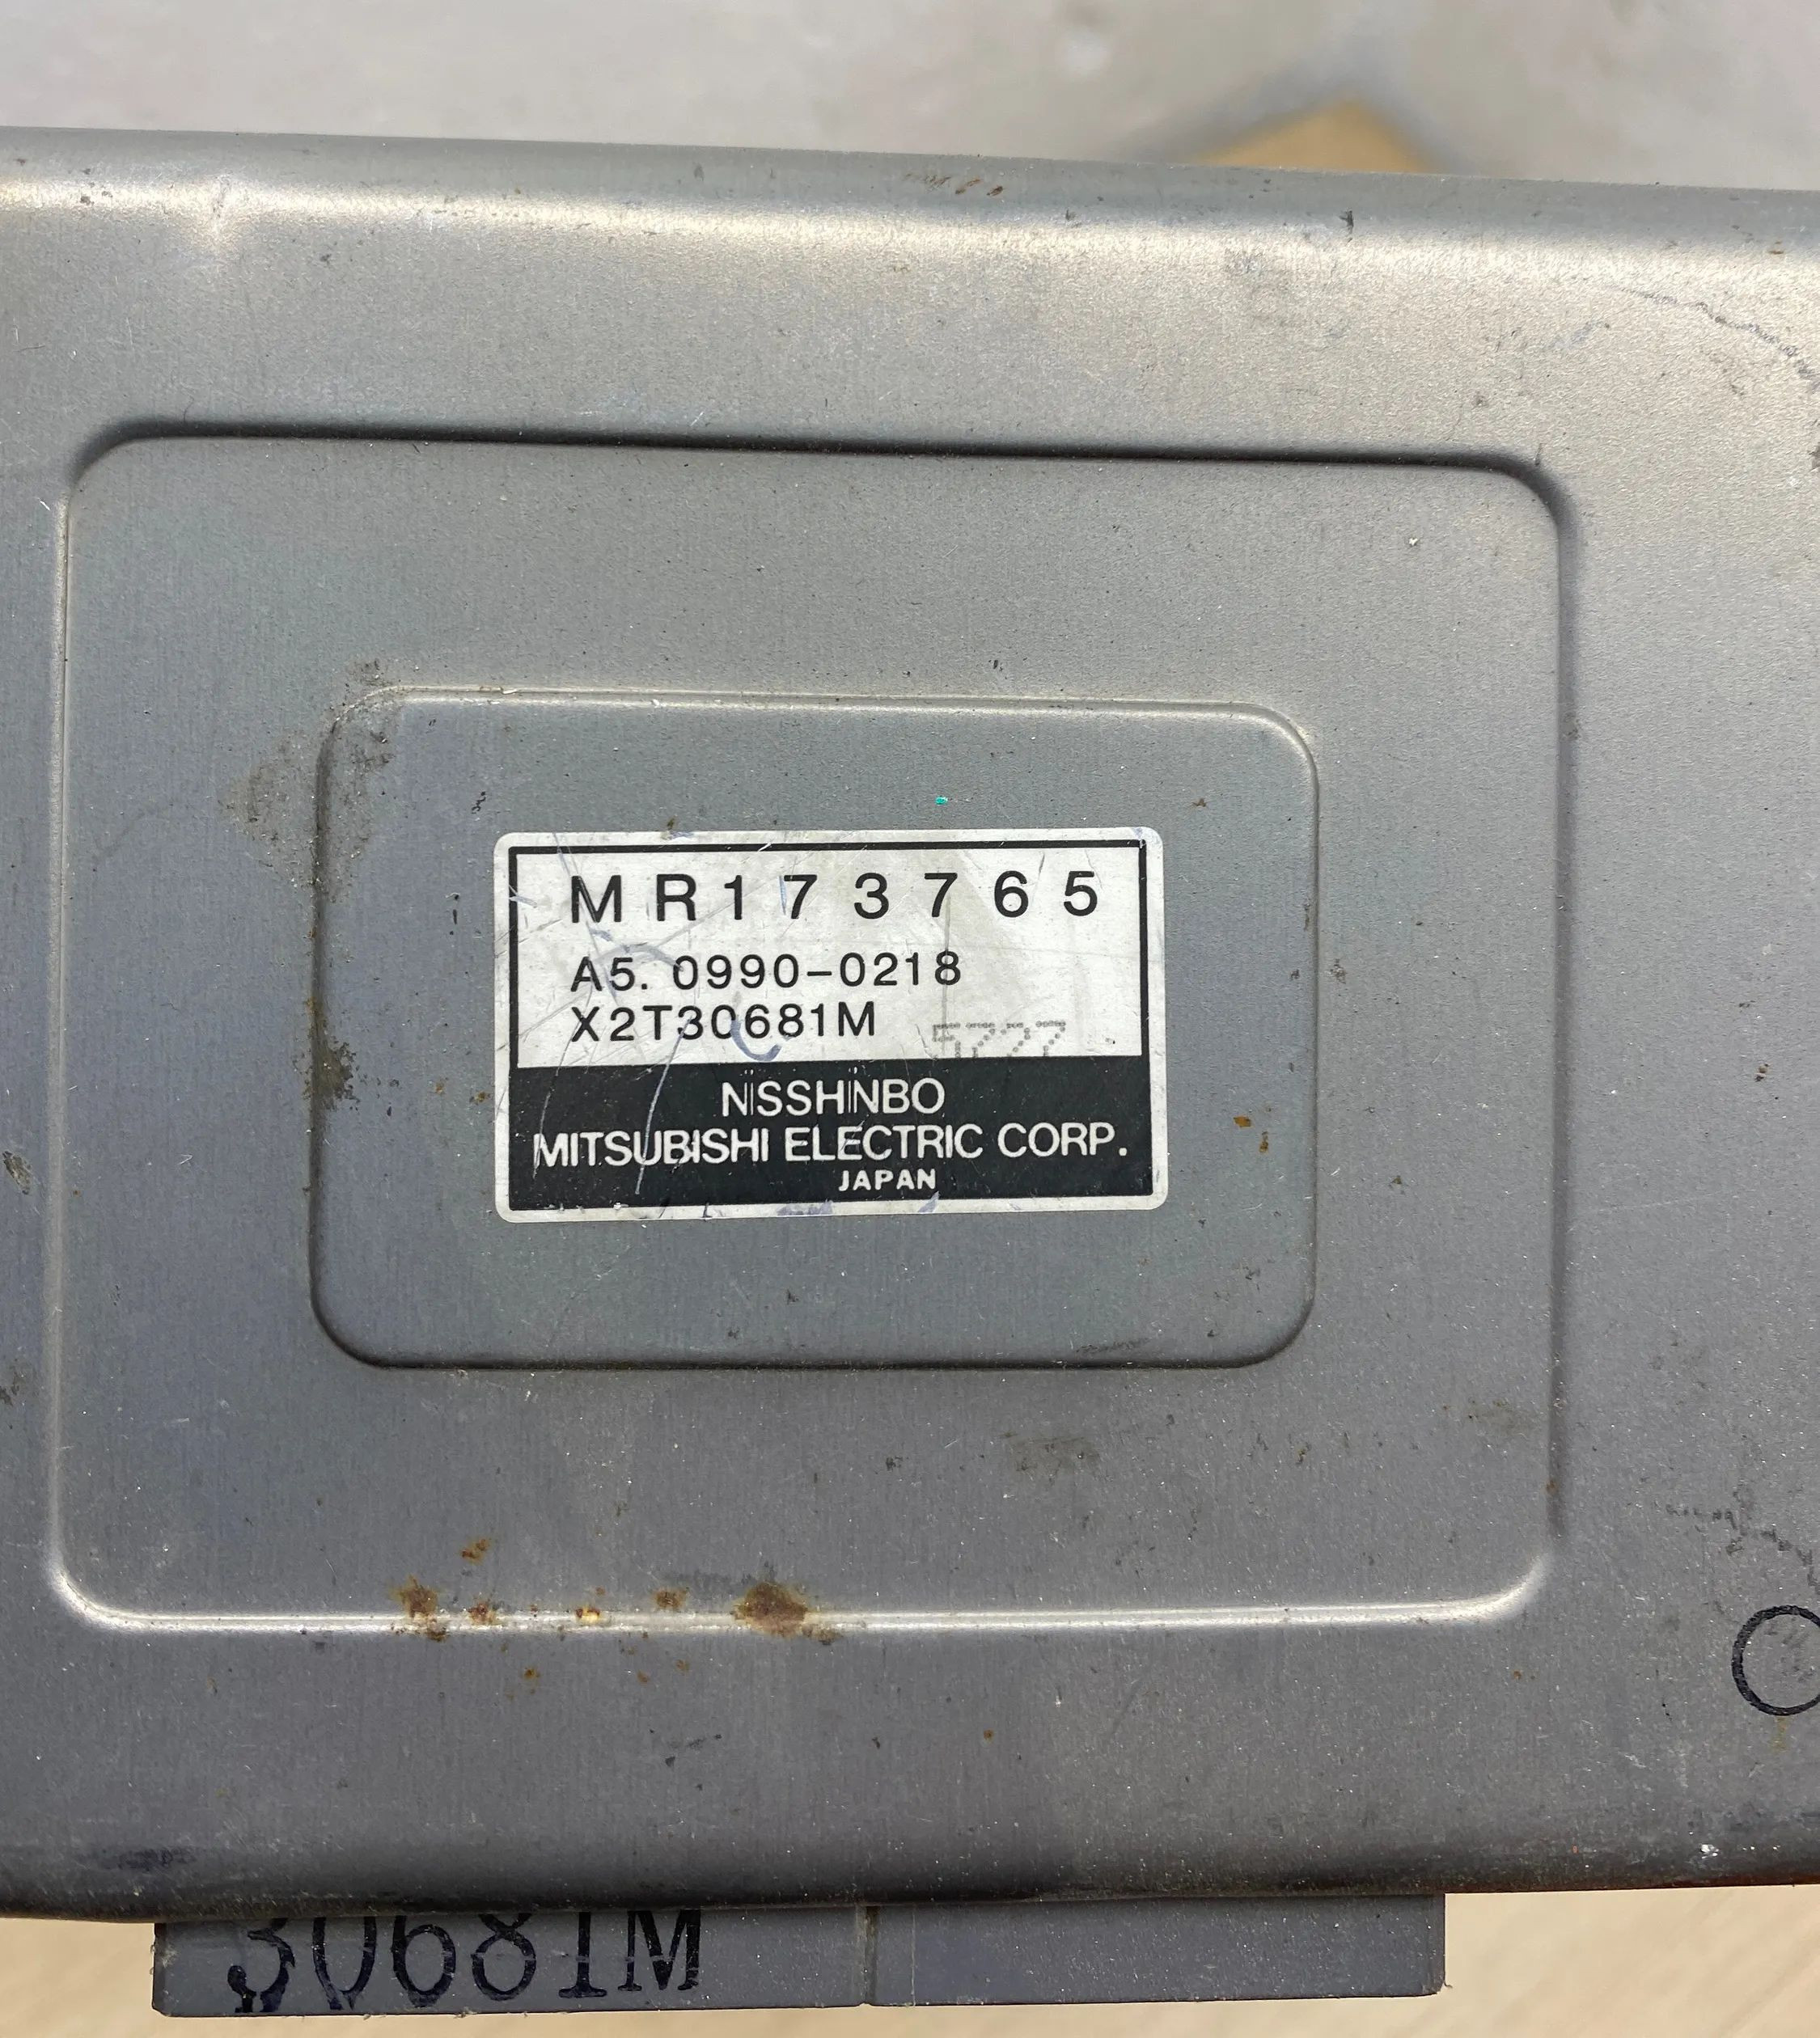 MR173765
A5. 0990-0218
X2T30681M
NISSHINBO
MITSUBISHI ELECTRIC CORP.
JAPAN
30681M